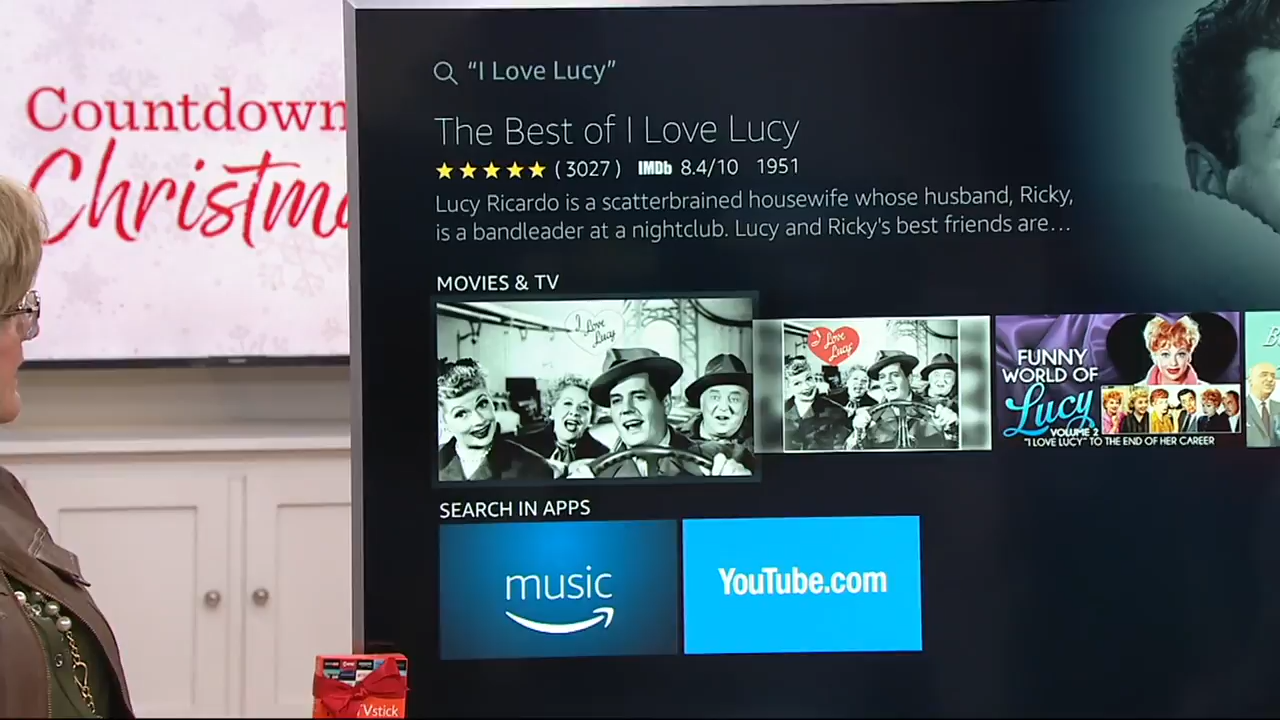 Countdown
Christma
"I Love Lucy"
The Best of I Love Lucy
(3027) IMDb 8.4/10 1951
Lucy Ricardo is a scatterbrained housewife whose husband, Ricky,
is a bandleader at a nightclub. Lucy and Ricky's best friends are...
MOVIES & TV
I Love
Lucy
I Love
Lucy
FUNNY
WORLD OF
Lucy
VOLUME 2
"I LOVE LUCY" TO THE END OF HER CAREER
SEARCH IN APPS
music
YouTube.com
TVstick